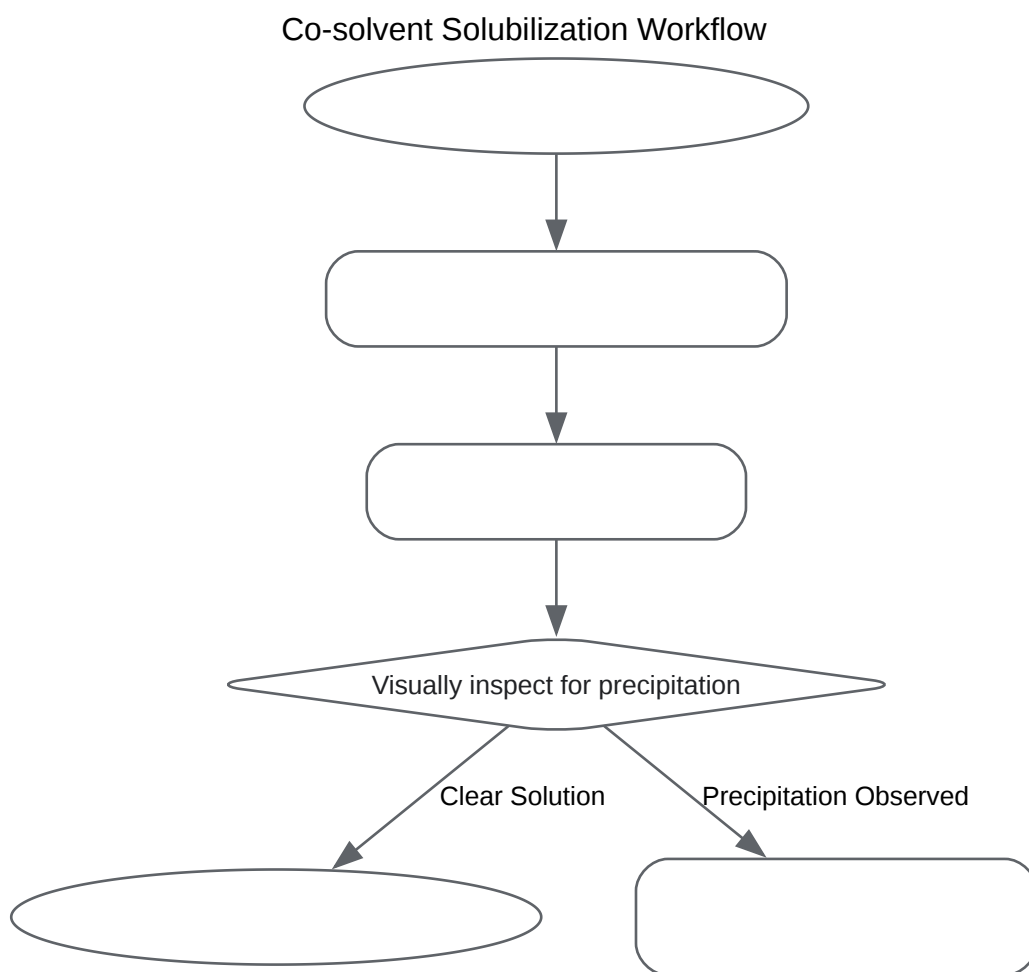 Co-solvent Solubilization Workflow
Visually inspect for precipitation
Clear Solution
Precipitation Observed